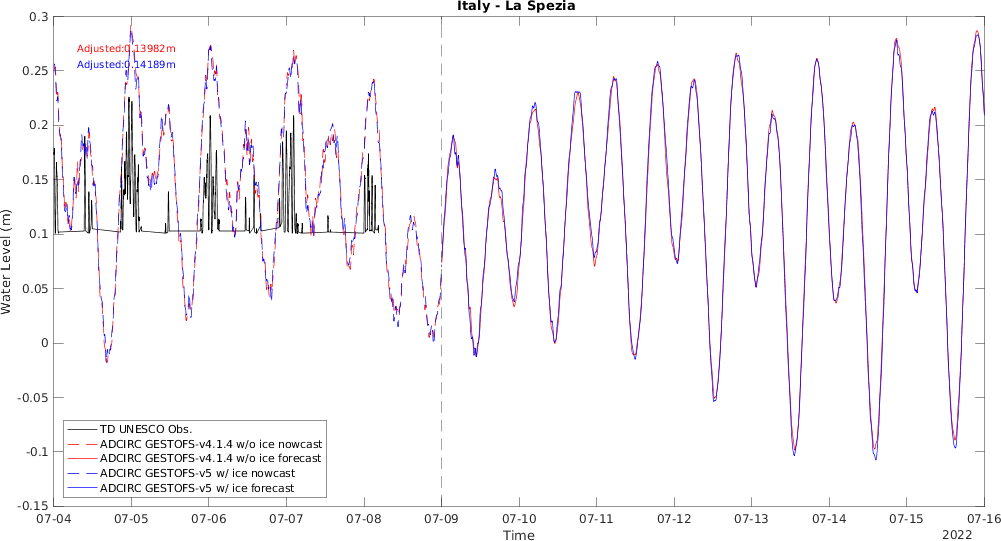 Italy - La Spezia
0.3
Adjusted:0.13982m
Adjusted:0.14189m
0.25
0.2
0.15
0.1
0.05
0
-0.05
-0.1
-0.15
Water Level (m)
TD UNESCO Obs.
ADCIRC GESTOFS-v4.1.4 w/o ice nowcast
ADCIRC GESTOFS-v4.1.4 w/o ice forecast
ADCIRC GESTOFS-v5 w/ ice nowcast
ADCIRC GESTOFS-v5 w/ ice forecast
07-04 07-05 07-06 07-07 07-08 07-09 07-10 07-11 07-12 07-13 07-14 07-15 07-16
Time
2022